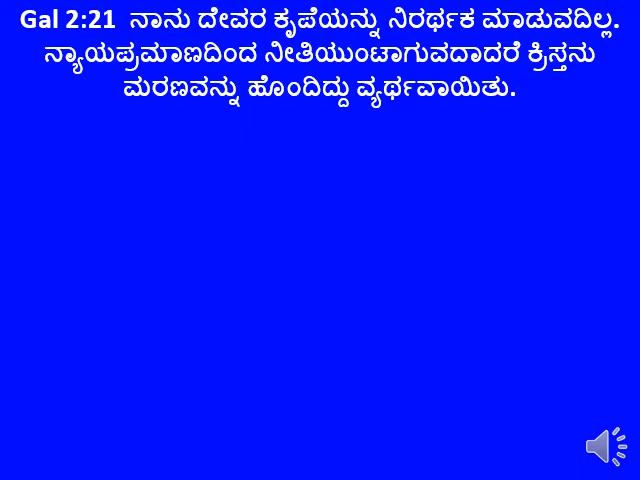 Gal 2:21 ನಾನು ದೇವರ ಕೃಪೆಯನ್ನು ನಿರರ್ಥಕ ಮಾಡುವದಿಲ್ಲ.
ನ್ಯಾಯಪ್ರಮಾಣದಿಂದ ನೀತಿಯುಂಟಾಗುವದಾದರೆ ಕ್ರಿಸ್ತನು
ಮರಣವನ್ನು ಹೊಂದಿದ್ದು ವ್ಯರ್ಥವಾಯಿತು.